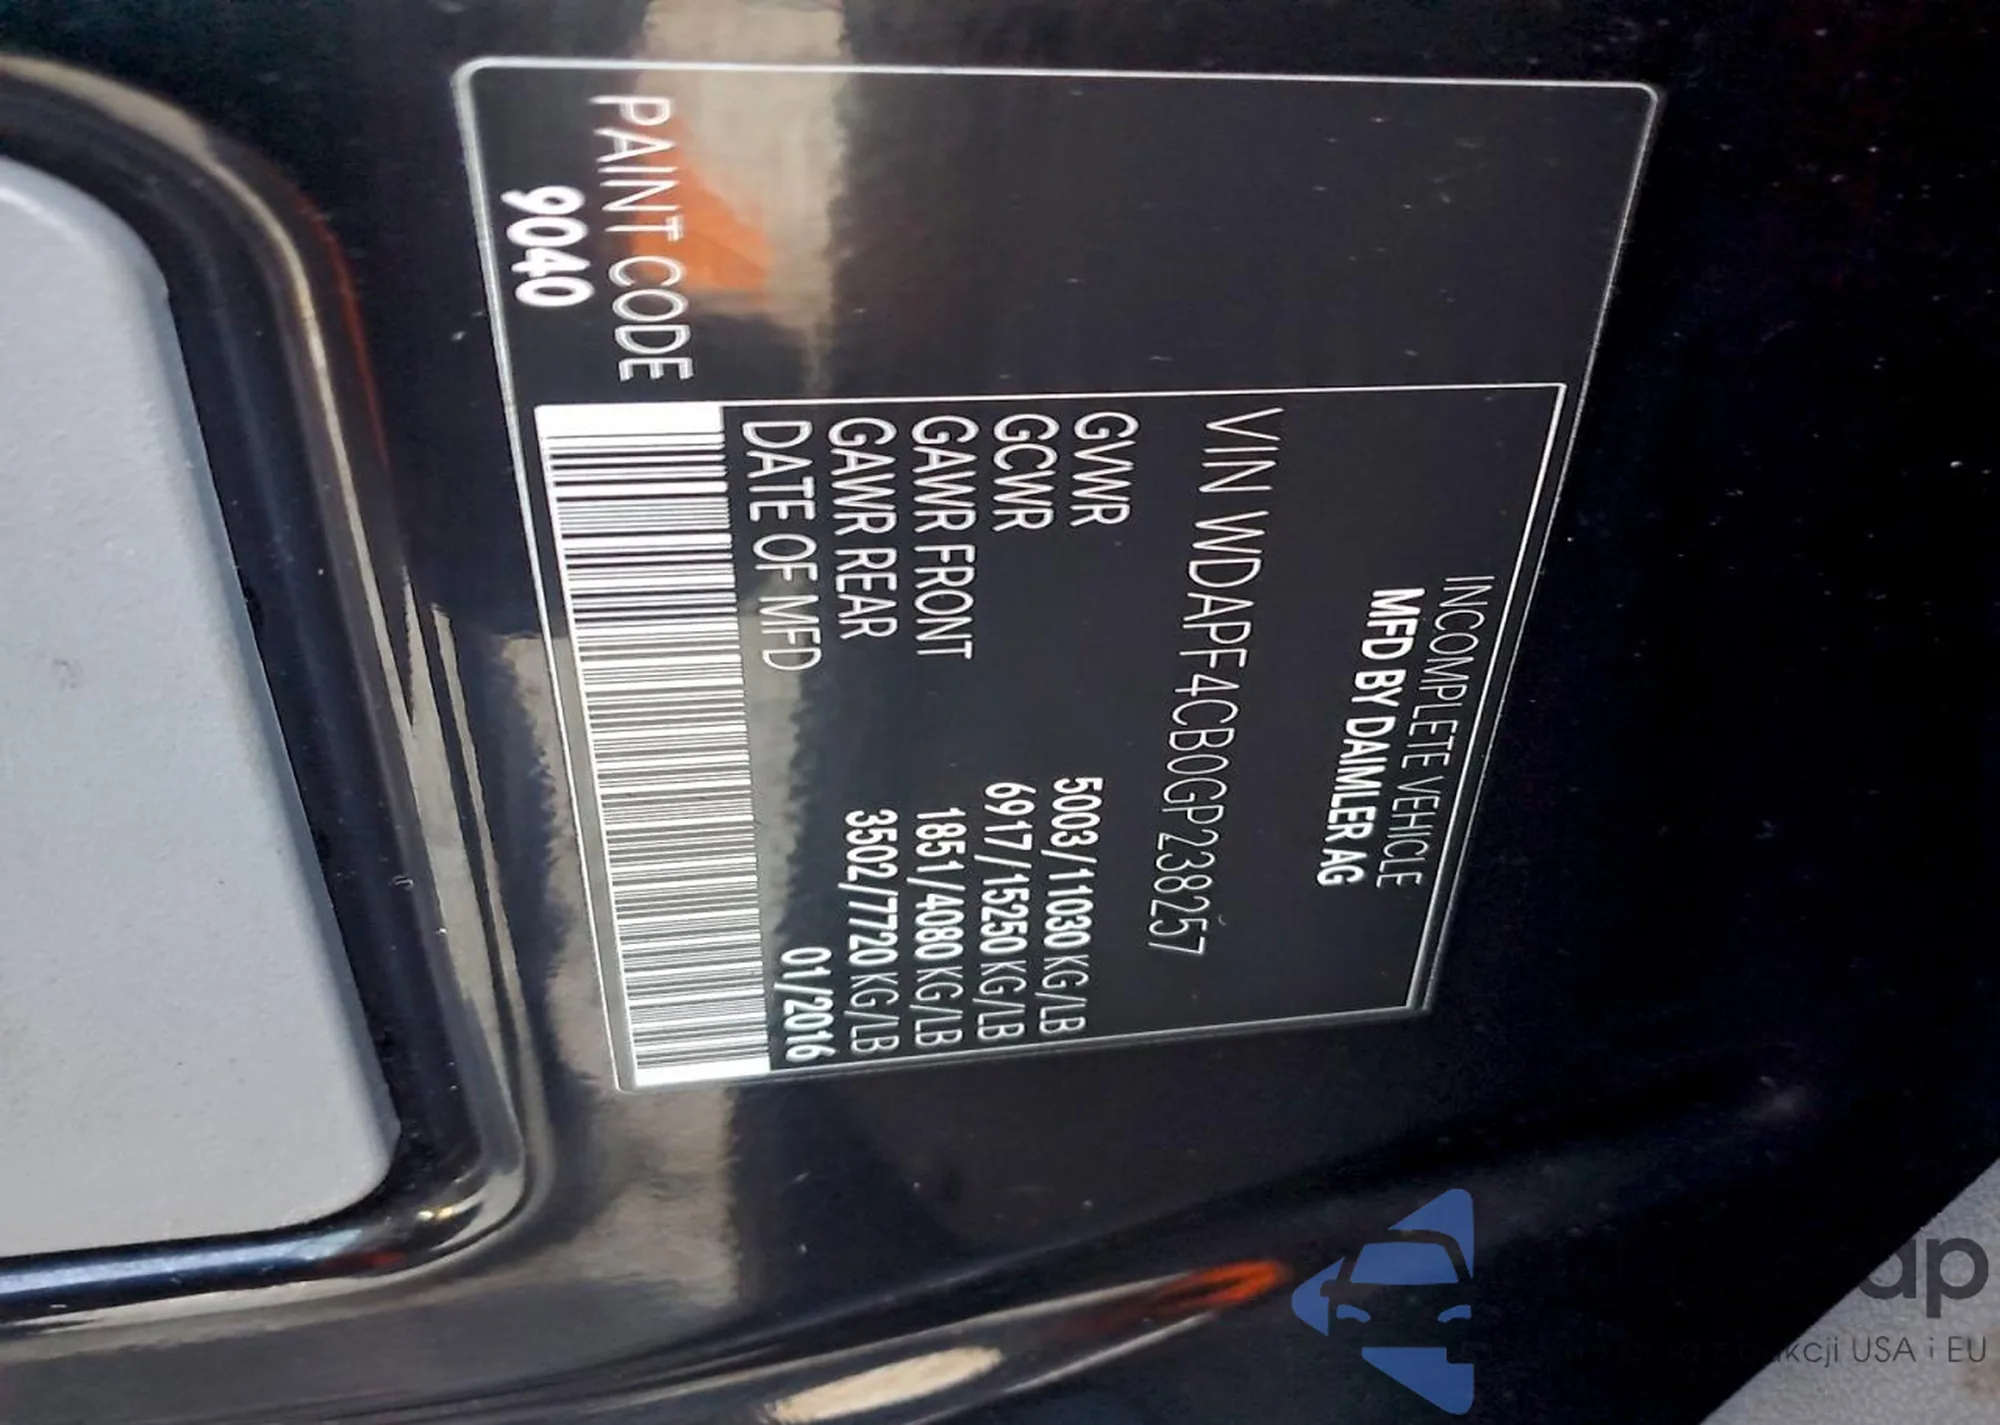 INCOMPLETE VEHICLE
MFD BY DAIMLER AG
VIN WDAPF4CB0GP238257
GVWR 5003/11030 KG/LB
GCWR 6917/15250 KG/LB
GAWR FRONT 1851/4080 KG/LB
GAWR REAR 3502/7720 KG/LB
DATE OF MFD 01/2016
PAINT CODE
9040
USA i EU